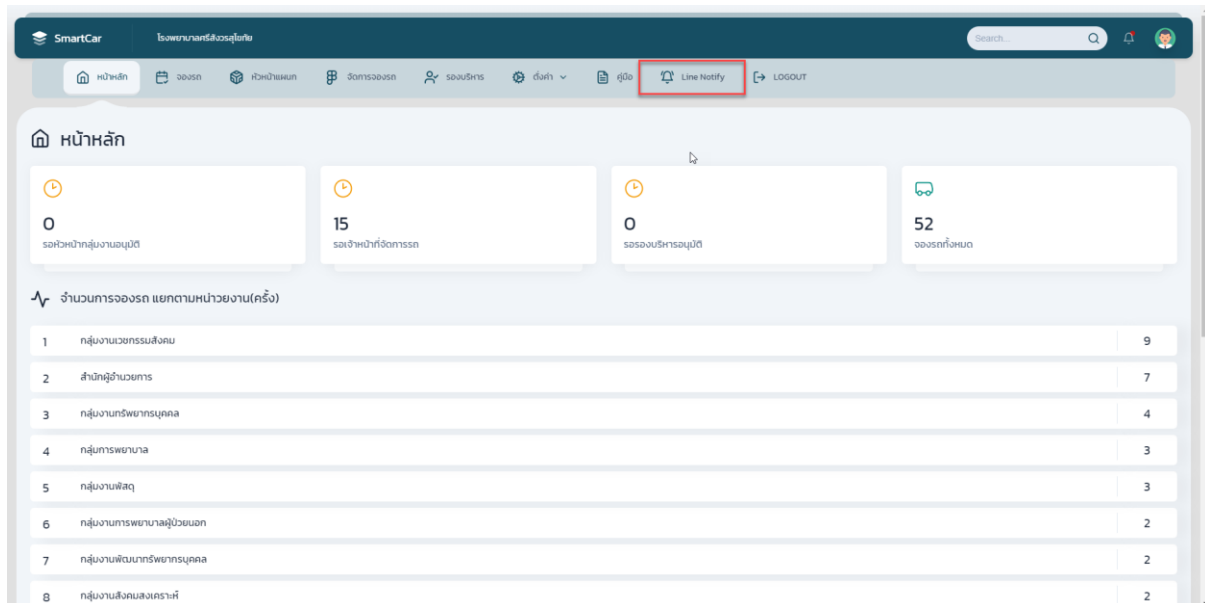 SmartCar โรงพยาบาลศรีสังวรสุโขทัย Search...
หน้าหลัก จองรถ หัวหน้าแผนก จัดการจองรถ รองบริหาร ตั้งค่า คู่มือ Line Notify LOGOUT
หน้าหลัก
0 15 0 52
รอหัวหน้ากลุ่มงานอนุมัติ รอเจ้าหน้าที่จัดการรถ รอรองบริหารอนุมัติ จองรถทั้งหมด
จำนวนการจองรถ แยกตามหน่าวยงาน(ครั้ง)
1 กลุ่มงานเวชกรรมสังคม 9
2 สำนักผู้อำนวยการ 7
3 กลุ่มงานทรัพยากรบุคคล 4
4 กลุ่มการพยาบาล 3
5 กลุ่มงานพัสดุ 3
6 กลุ่มงานการพยาบาลผู้ป่วยนอก 2
7 กลุ่มงานพัฒนาทรัพยากรบุคคล 2
8 กลุ่มงานสังคมสงเคราะห์ 2